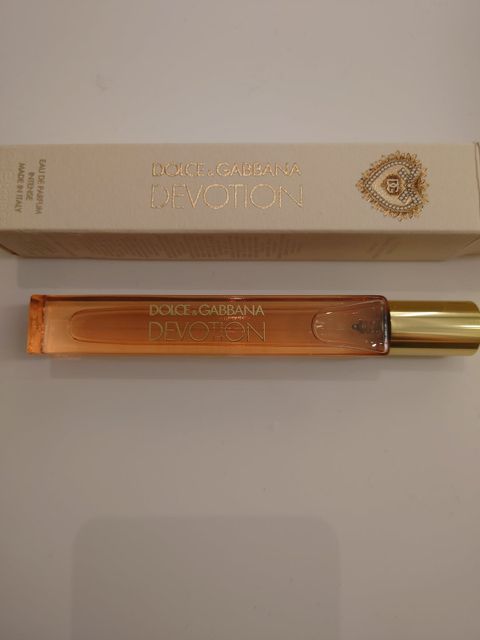 EAU DE PARFUM
INTENSE
MADE IN ITALY
DOLCE & GABBANA
DEVOTION
DG
DOLCE & GABBANA
DEVOTION